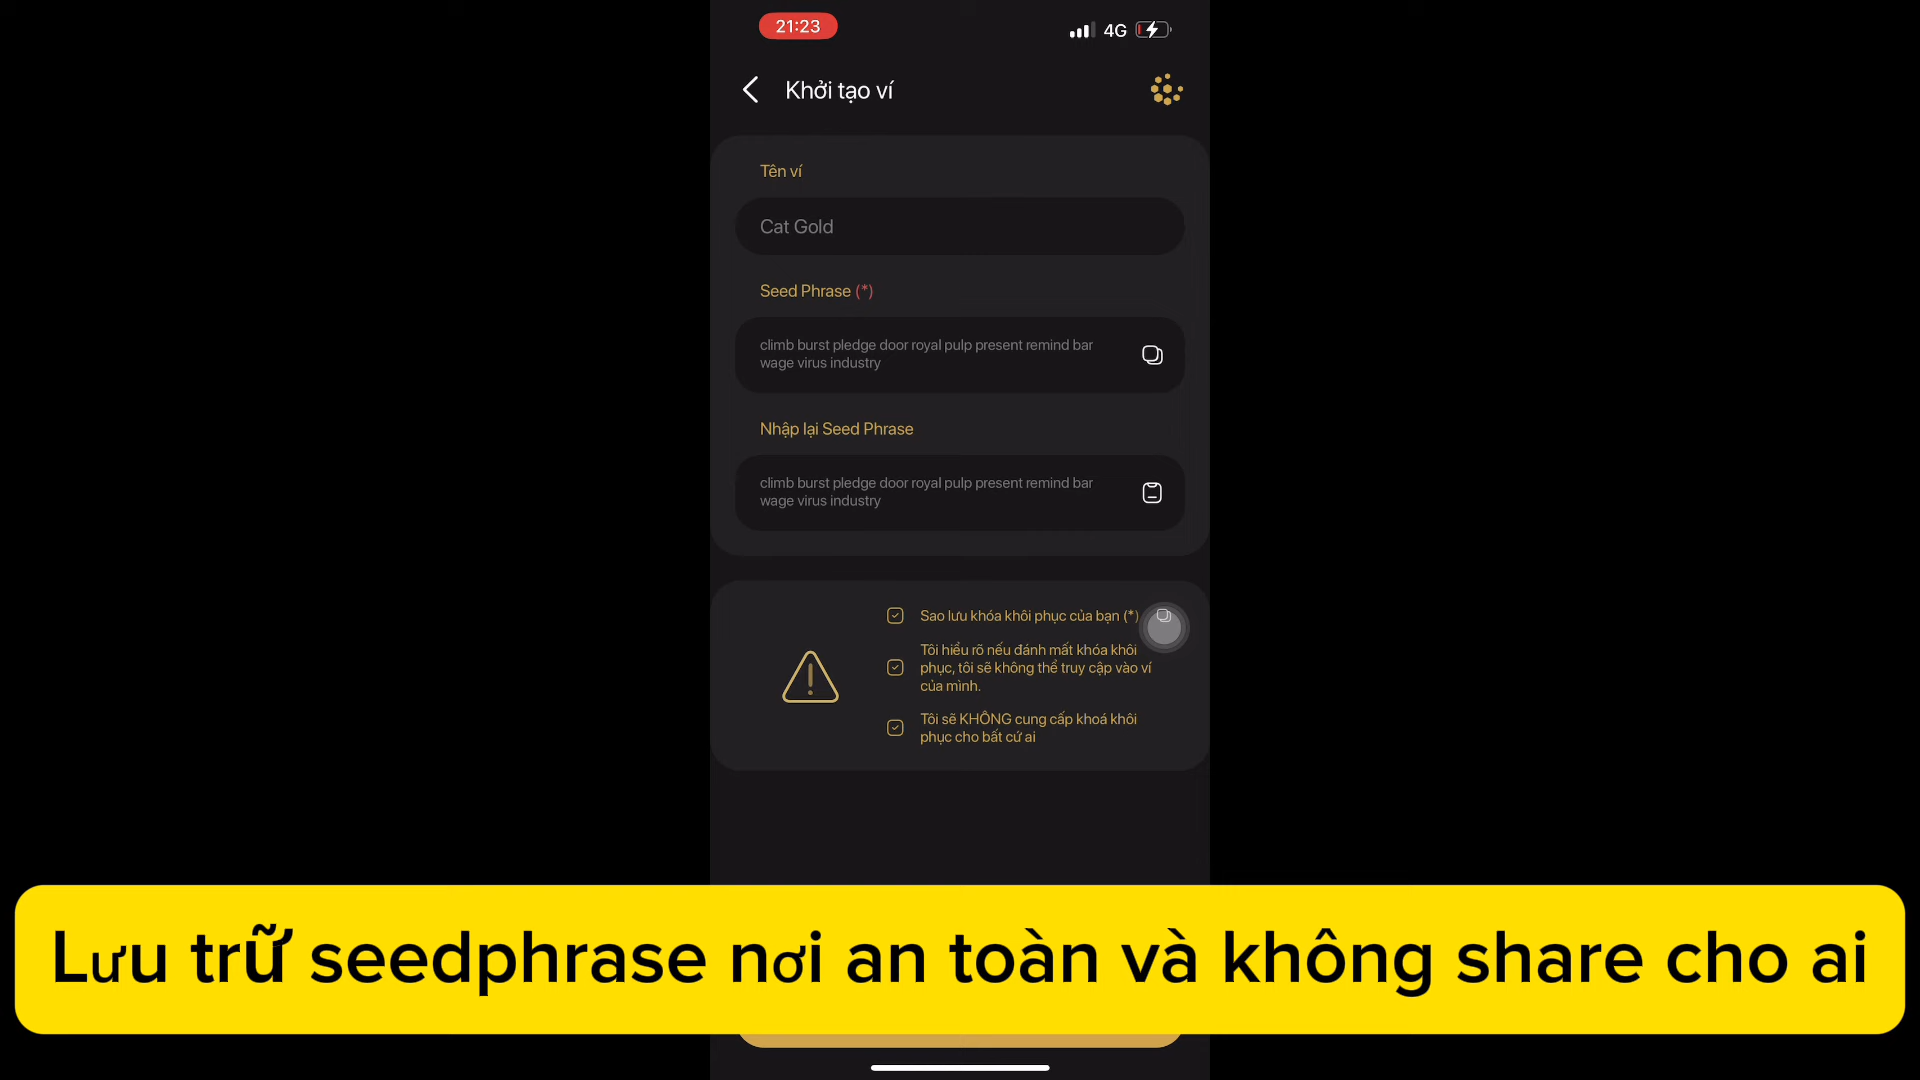 21:23
4G
Khởi tạo ví
Tên ví
Cat Gold
Seed Phrase (*)
climb burst pledge door royal pulp present remind bar
wage virus industry
Nhập lại Seed Phrase
climb burst pledge door royal pulp present remind bar
wage virus industry
Sao lưu khóa khôi phục của bạn (*)
Tôi hiểu rõ nếu đánh mất khóa khôi
phục, tôi sẽ không thể truy cập vào ví
của mình.
Tôi sẽ KHÔNG cung cấp khoá khôi
phục cho bất cứ ai
Lưu trữ seedphrase nơi an toàn và không share cho ai